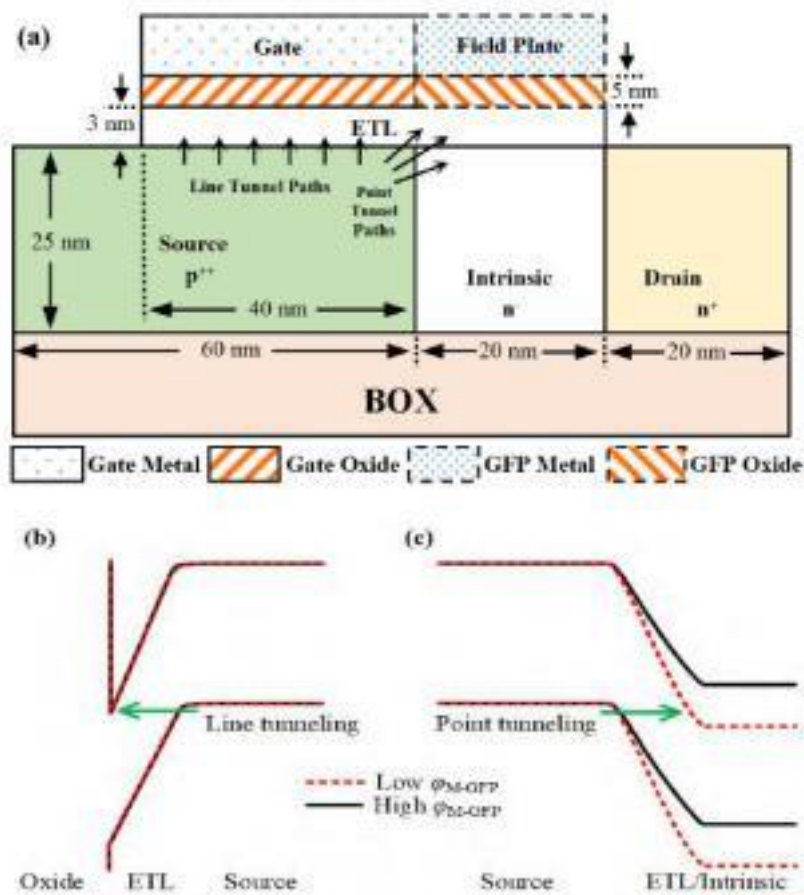 (a)
Gate
Field Plate
5 nm
3 nm
ETL
Line Tunnel Paths
Point
Tunnel
Paths
25 nm
Source
p++
Intrinsic
n-
Drain
n+
40 nm
60 nm
20 nm
20 nm
BOX
Gate Metal
Gate Oxide
GFP Metal
GFP Oxide
(b)
(c)
Line tunneling
Point tunneling
Low φM-GFP
High φM-GFP
Oxide
ETL
Source
Source
ETL/Intrinsic